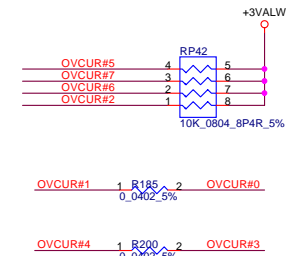 +3VALW
RP42
OVCUR#5 4 5
OVCUR#7 3 6
OVCUR#6 2 7
OVCUR#2 1 8
10K_0804_8P4R_5%
OVCUR#1 1 R185 2 OVCUR#0
0_0402_5%
OVCUR#4 1 R200 2 OVCUR#3
0_0402_5%